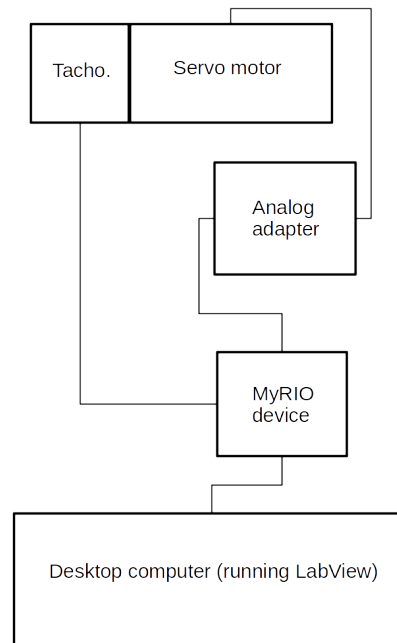 Tacho.
Servo motor
Analog
adapter
MyRIO
device
Desktop computer (running LabView)